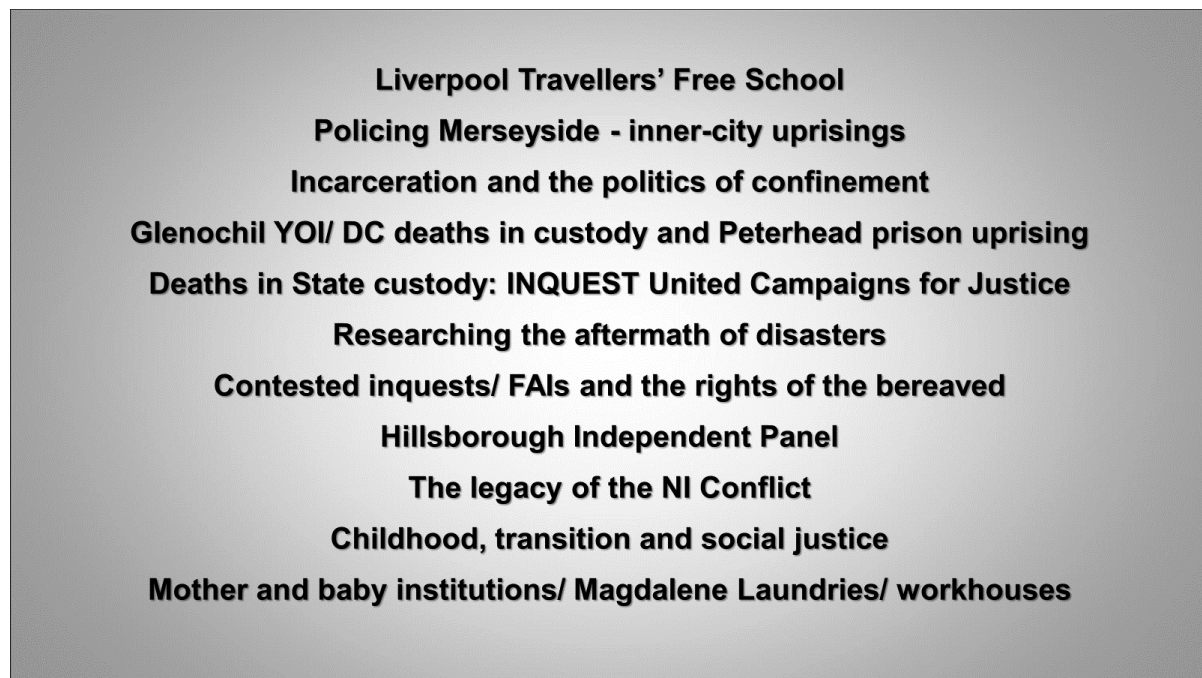 Liverpool Travellers’ Free School
Policing Merseyside - inner-city uprisings
Incarceration and the politics of confinement
Glenochil YOI/ DC deaths in custody and Peterhead prison uprising
Deaths in State custody: INQUEST United Campaigns for Justice
Researching the aftermath of disasters
Contested inquests/ FAIs and the rights of the bereaved
Hillsborough Independent Panel
The legacy of the NI Conflict
Childhood, transition and social justice
Mother and baby institutions/ Magdalene Laundries/ workhouses